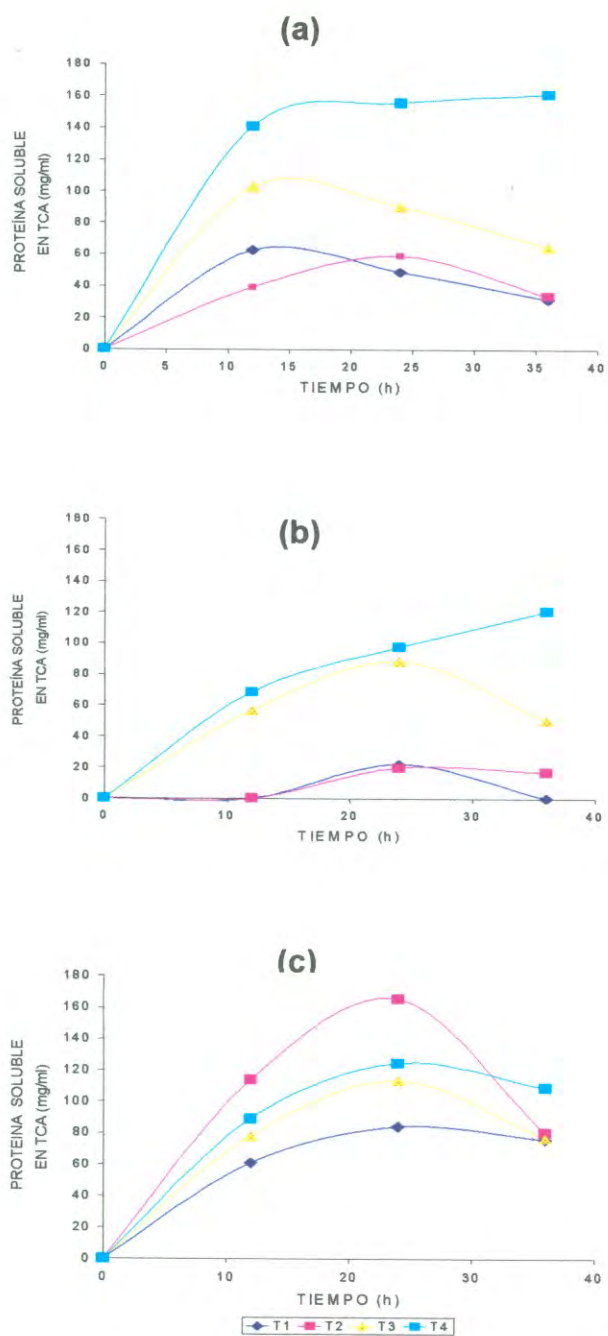 (a)
PROTEÍNA SOLUBLE
EN TCA (mg/ml)
180
160
140
120
100
80
60
40
20
0
0 5 10 15 20 25 30 35 40
TIEMPO (h)
(b)
PROTEÍNA SOLUBLE
EN TCA (mg/ml)
180
160
140
120
100
80
60
40
20
0
0 10 20 30 40
TIEMPO (h)
(c)
PROTEINA SOLUBLE
EN TCA (mg/ml)
180
160
140
120
100
80
60
40
20
0
0 10 20 30 40
TIEMPO (h)
T1 T2 T3 T4